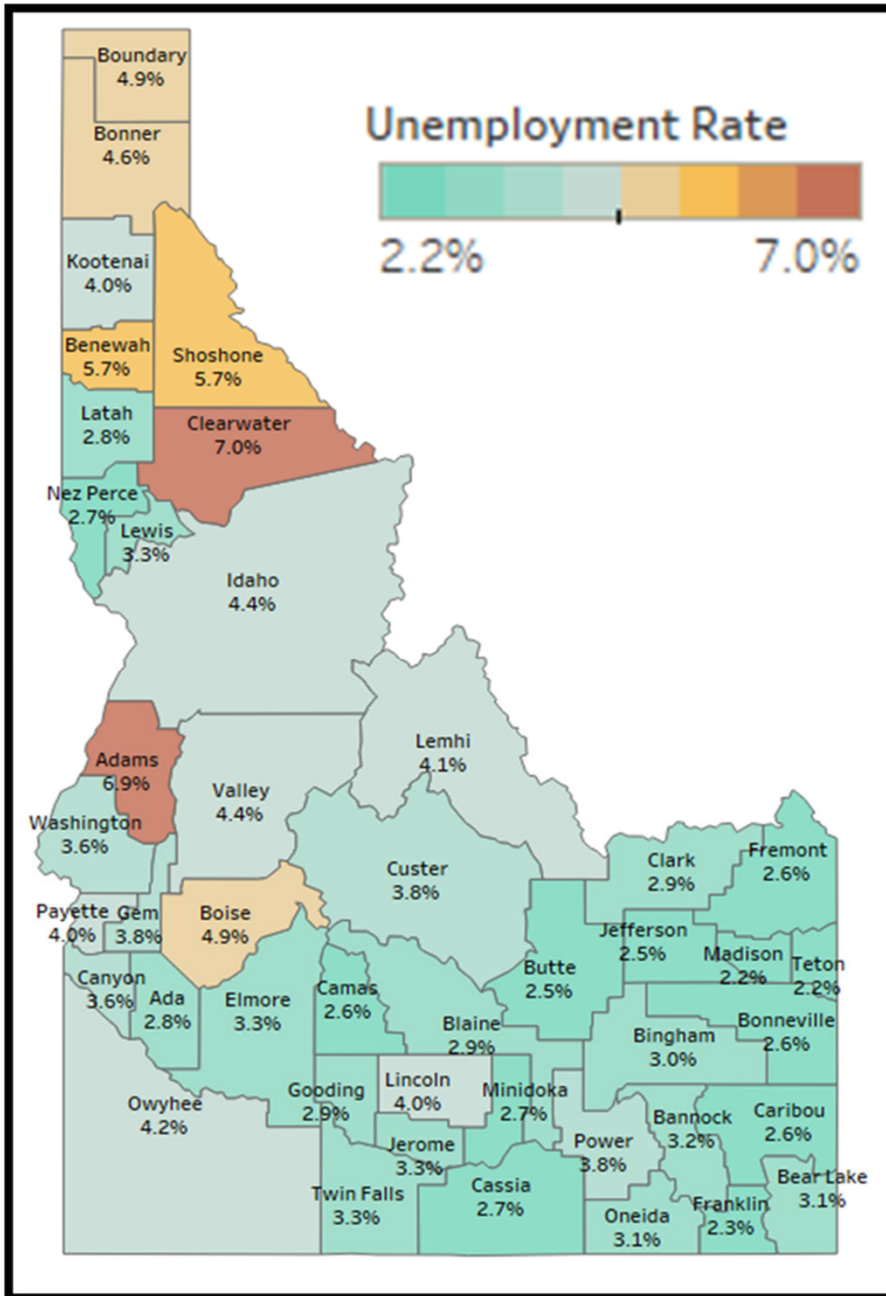 Boundary
4.9%
Bonner
4.6%
Unemployment Rate
2.2% 7.0%
Kootenai
4.0%
Benewah
5.7%
Shoshone
5.7%
Latah
2.8%
Clearwater
7.0%
Nez Perce
2.7%
Lewis
3.3%
Idaho
4.4%
Lemhi
4.1%
Adams
6.9%
Valley
4.4%
Washington
3.6%
Custer
3.8%
Clark
2.9%
Fremont
2.6%
Payette
4.0%
Gem
3.8%
Boise
4.9%
Jefferson
2.5%
Madison
2.2%
Teton
2.2%
Butte
2.5%
Canyon
3.6%
Ada
2.8%
Elmore
3.3%
Camas
2.6%
Blaine
2.9%
Bingham
3.0%
Bonneville
2.6%
Owyhee
4.2%
Gooding
2.9%
Lincoln
4.0%
Minidoka
2.7%
Jerome
3.3%
Power
3.8%
Bannock
3.2%
Caribou
2.6%
Twin Falls
3.3%
Cassia
2.7%
Oneida
3.1%
Franklin
2.3%
Bear Lake
3.1%